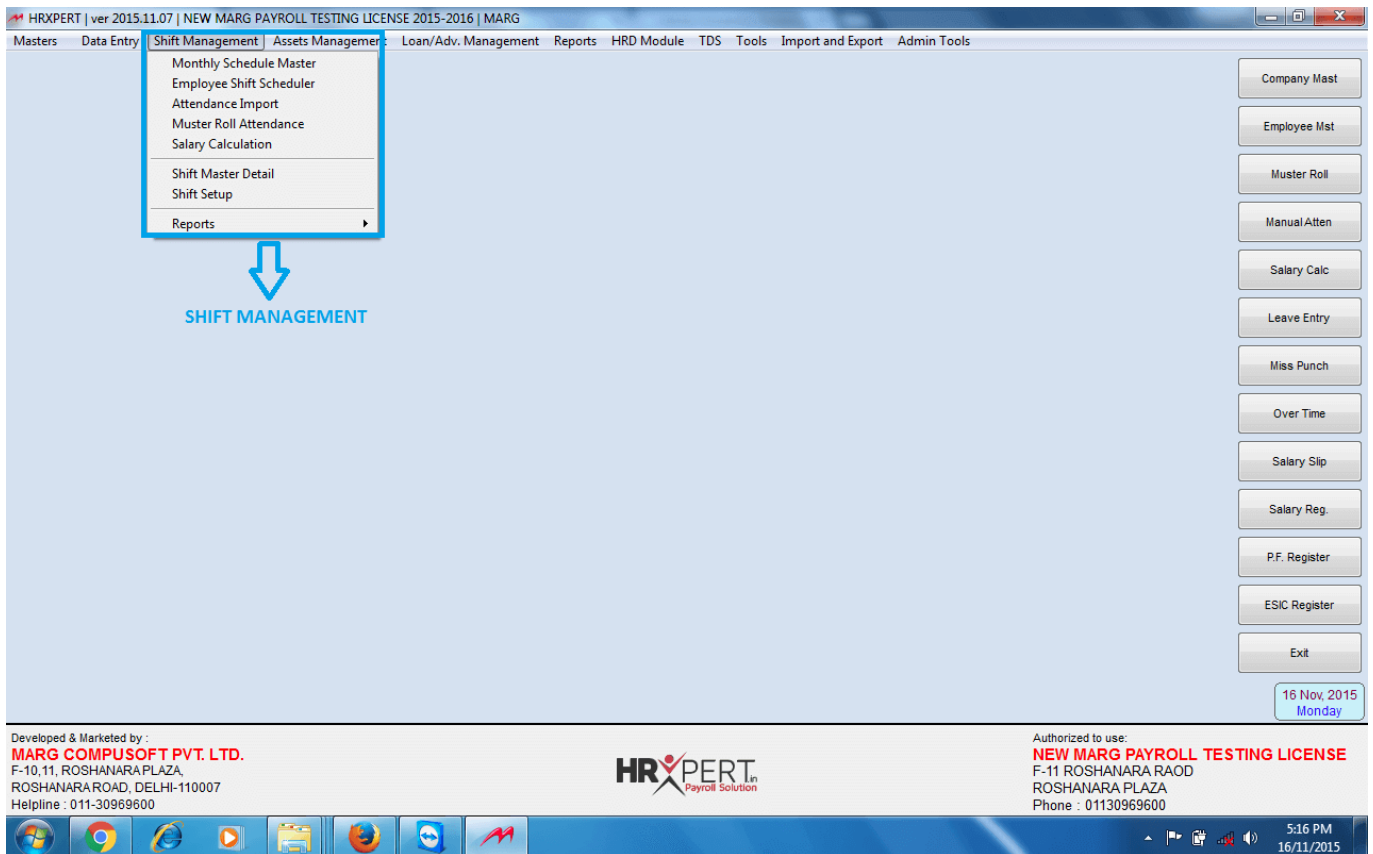 HRXPERT | ver 2015.11.07 | NEW MARG PAYROLL TESTING LICENSE 2015-2016 | MARG
Masters Data Entry Shift Management Assets Management Loan/Adv. Management Reports HRD Module TDS Tools Import and Export Admin Tools
Monthly Schedule Master
Employee Shift Scheduler
Attendance Import
Muster Roll Attendance
Salary Calculation
Shift Master Detail
Shift Setup
Reports
SHIFT MANAGEMENT
Company Mast
Employee Mst
Muster Roll
Manual Atten
Salary Calc
Leave Entry
Miss Punch
Over Time
Salary Slip
Salary Reg.
P.F. Register
ESIC Register
Exit
16 Nov, 2015
Monday
Developed & Marketed by :
MARG COMPUSOFT PVT. LTD.
F-10,11, ROSHANARA PLAZA,
ROSHANARA ROAD, DELHI-110007
Helpline : 011-30969600
HRXPERT.in
Payroll Solution
Authorized to use:
NEW MARG PAYROLL TESTING LICENSE
F-11 ROSHANARA RAOD
ROSHANARA PLAZA
Phone : 01130969600
5:16 PM
16/11/2015